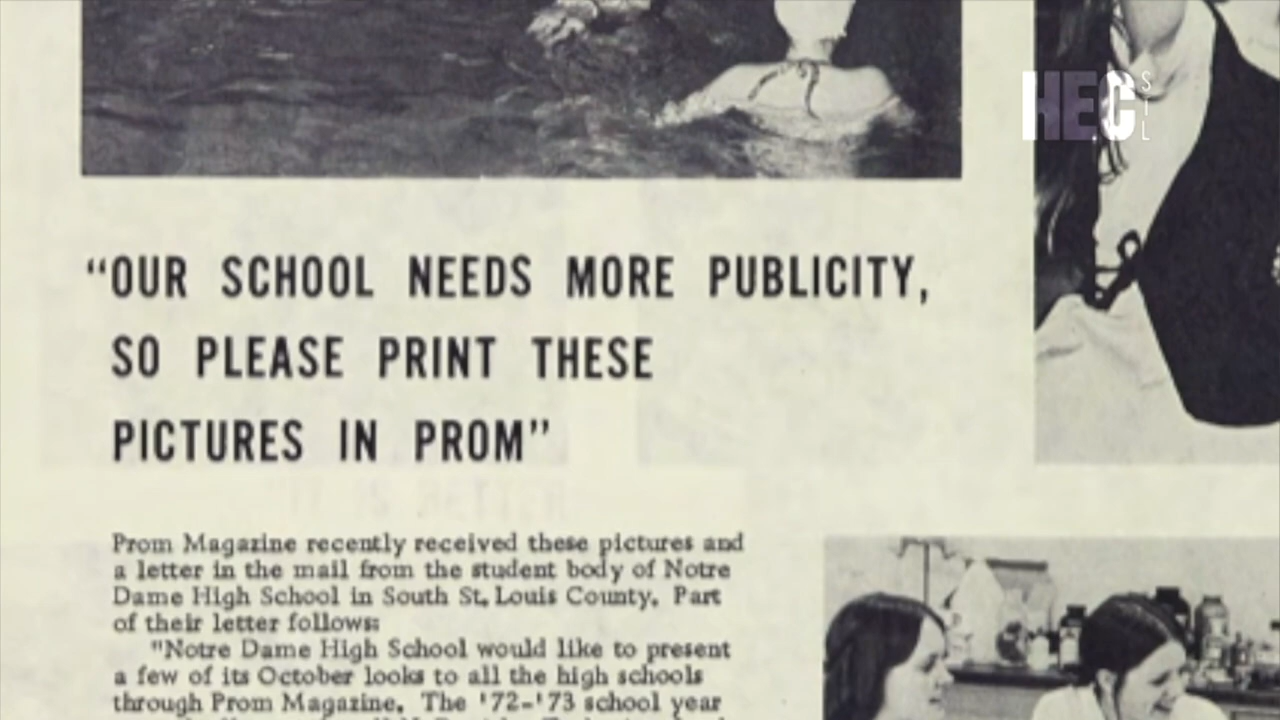 HEC STL
“OUR SCHOOL NEEDS MORE PUBLICITY,
SO PLEASE PRINT THESE
PICTURES IN PROM”
Prom Magazine recently received these pictures and
a letter in the mail from the student body of Notre
Dame High School in South St. Louis County. Part
of their letter follows:
"Notre Dame High School would like to present
a few of its October looks to all the high schools
through Prom Magazine. The '72-'73 school year